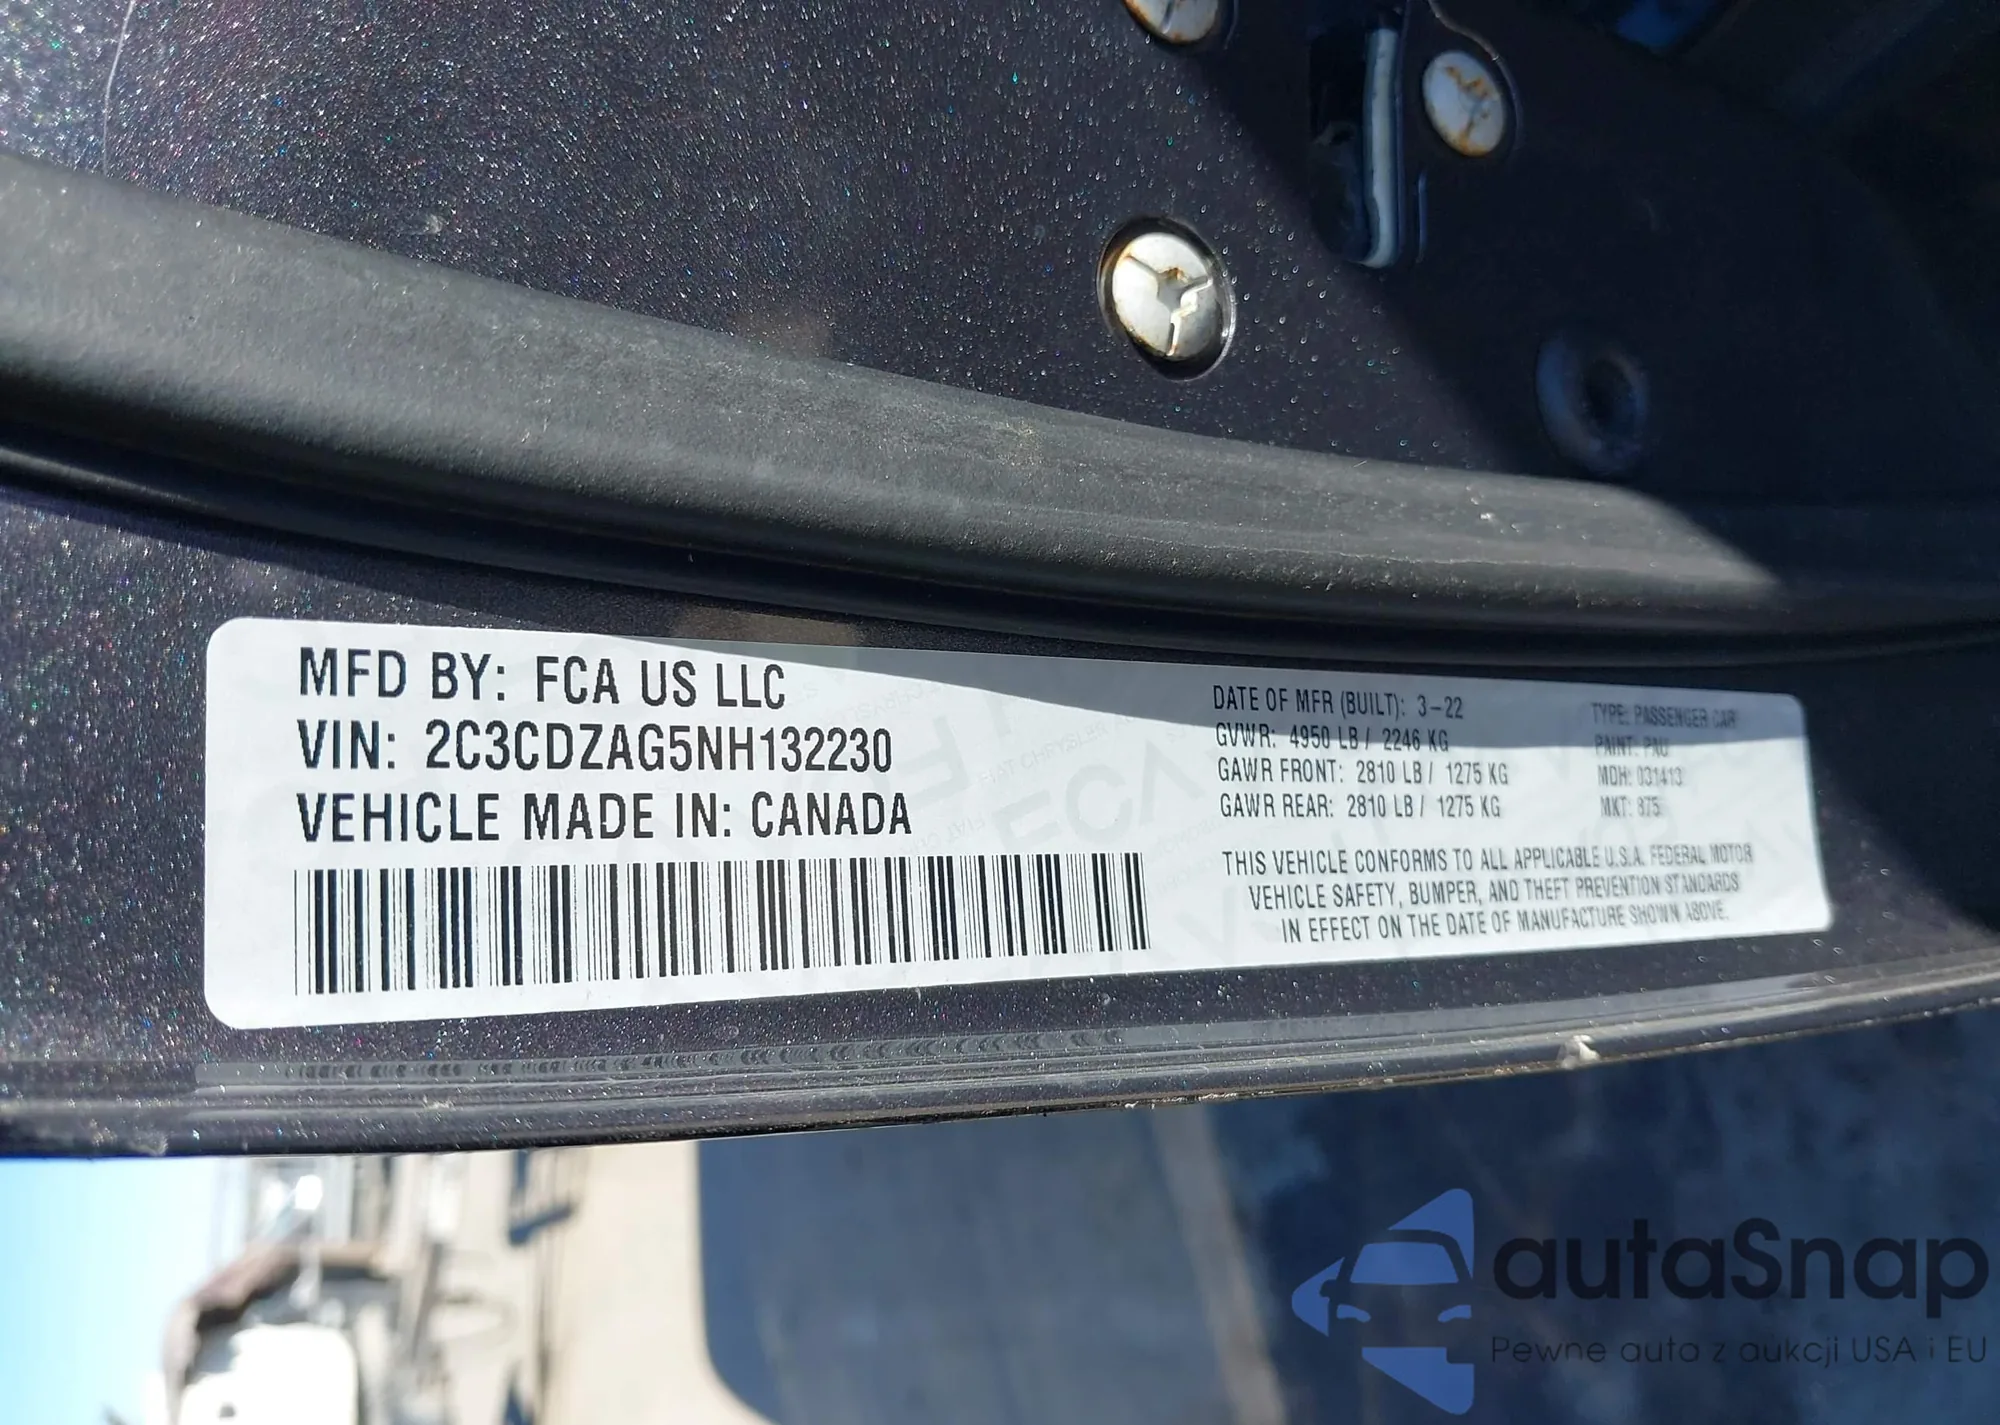 MFD BY: FCA US LLC
VIN: 2C3CDZAG5NH132230
VEHICLE MADE IN: CANADA
DATE OF MFR (BUILT): 3-22
GVWR: 4950 LB / 2246 KG
GAWR FRONT: 2810 LB / 1275 KG
GAWR REAR: 2810 LB / 1275 KG
TYPE: PASSENGER CAR
PAINT: PAU
MDH: 031413
MKT: 875
THIS VEHICLE CONFORMS TO ALL APPLICABLE U.S.A. FEDERAL MOTOR
VEHICLE SAFETY, BUMPER, AND THEFT PREVENTION STANDARDS
IN EFFECT ON THE DATE OF MANUFACTURE SHOWN ABOVE.
FCA
autaSnap
Pewne auto z aukcji USA i EU